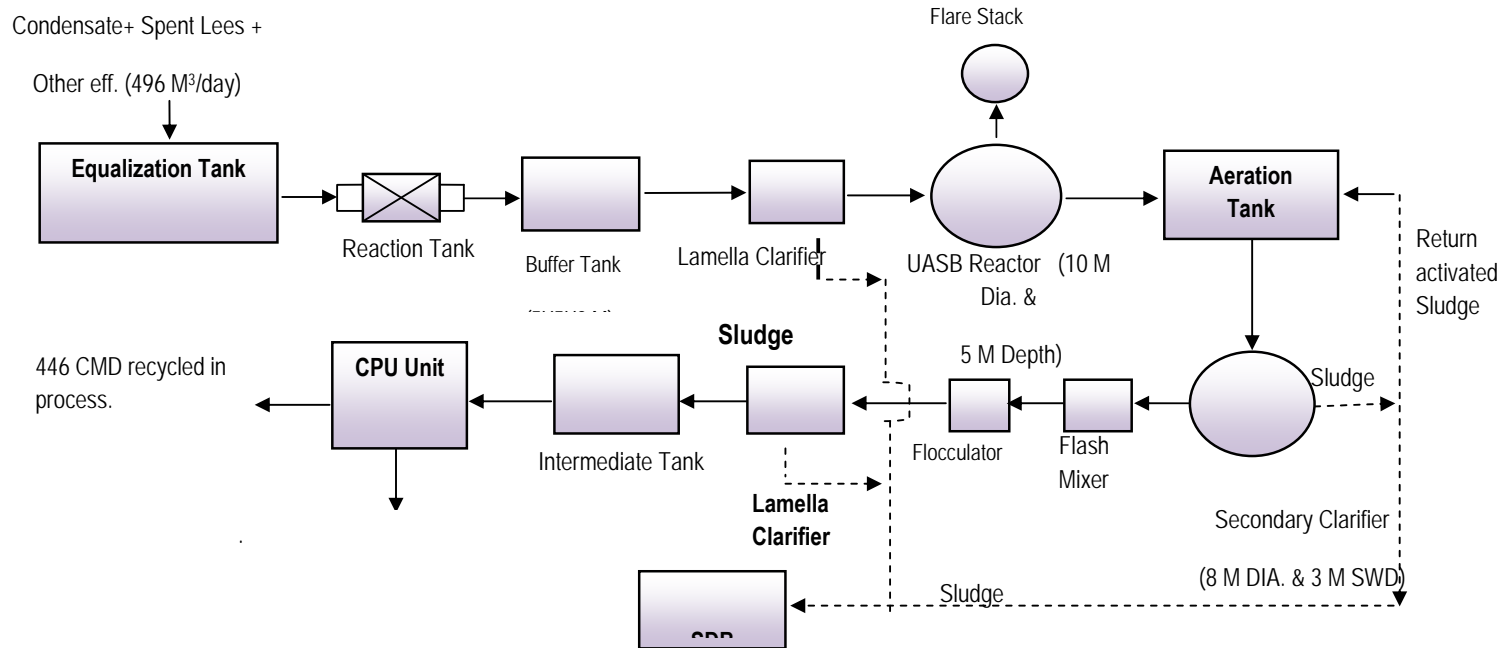 Condensate+ Spent Lees +
Other eff. (496 M³/day)
Flare Stack
Equalization Tank
Reaction Tank
Buffer Tank
Lamella Clarifier
UASB Reactor (10 M
Dia. &
5 M Depth)
Aeration
Tank
Return
activated
Sludge
446 CMD recycled in
process.
CPU Unit
Sludge
Intermediate Tank
Lamella
Clarifier
Flocculator
Flash
Mixer
Sludge
Secondary Clarifier
(8 M DIA. & 3 M SWD)
Sludge
.